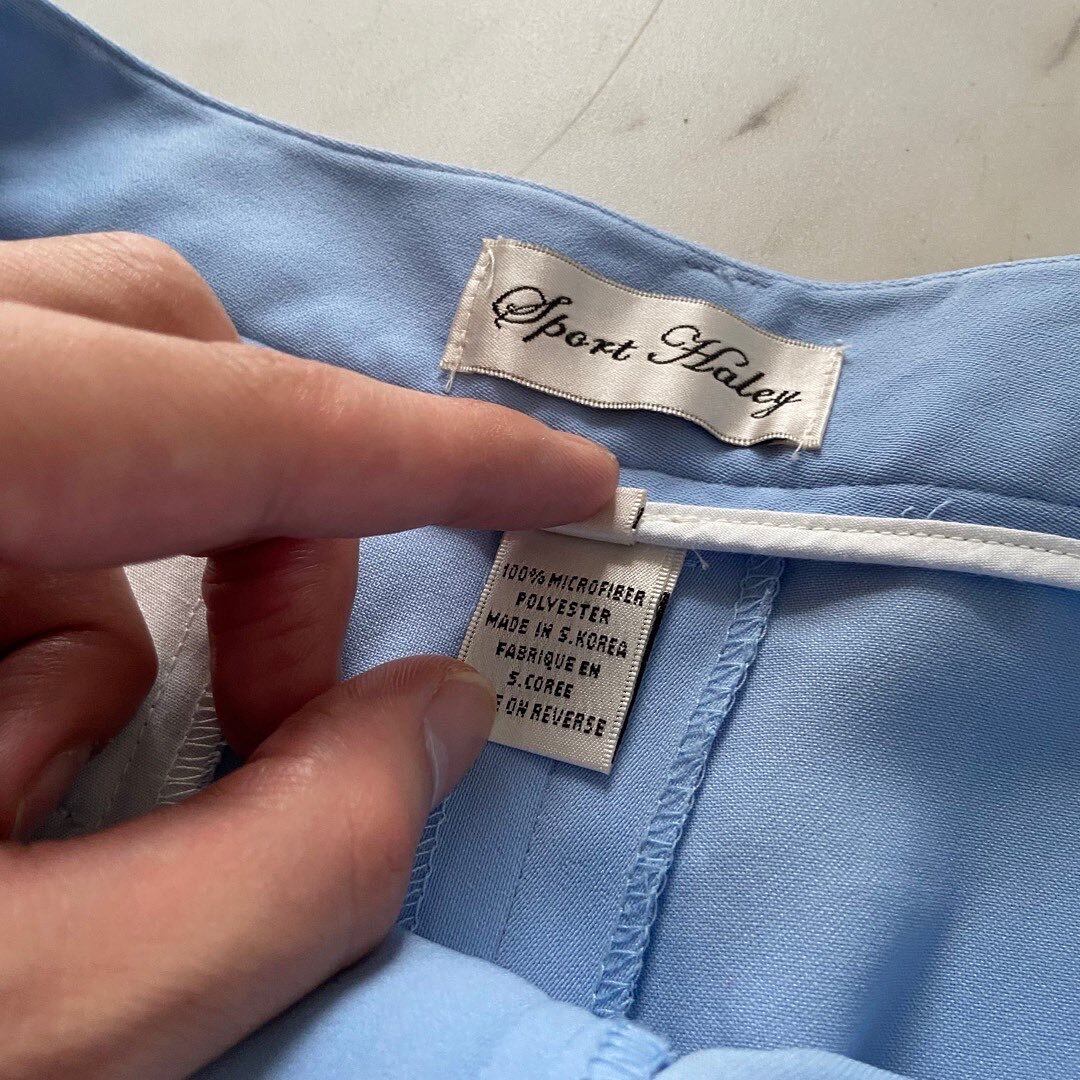 Sport Haley
100% MICROFIBER
POLYESTER
MADE IN S.KOREA
FABRIQUE EN
S.COREE
ON REVERSE